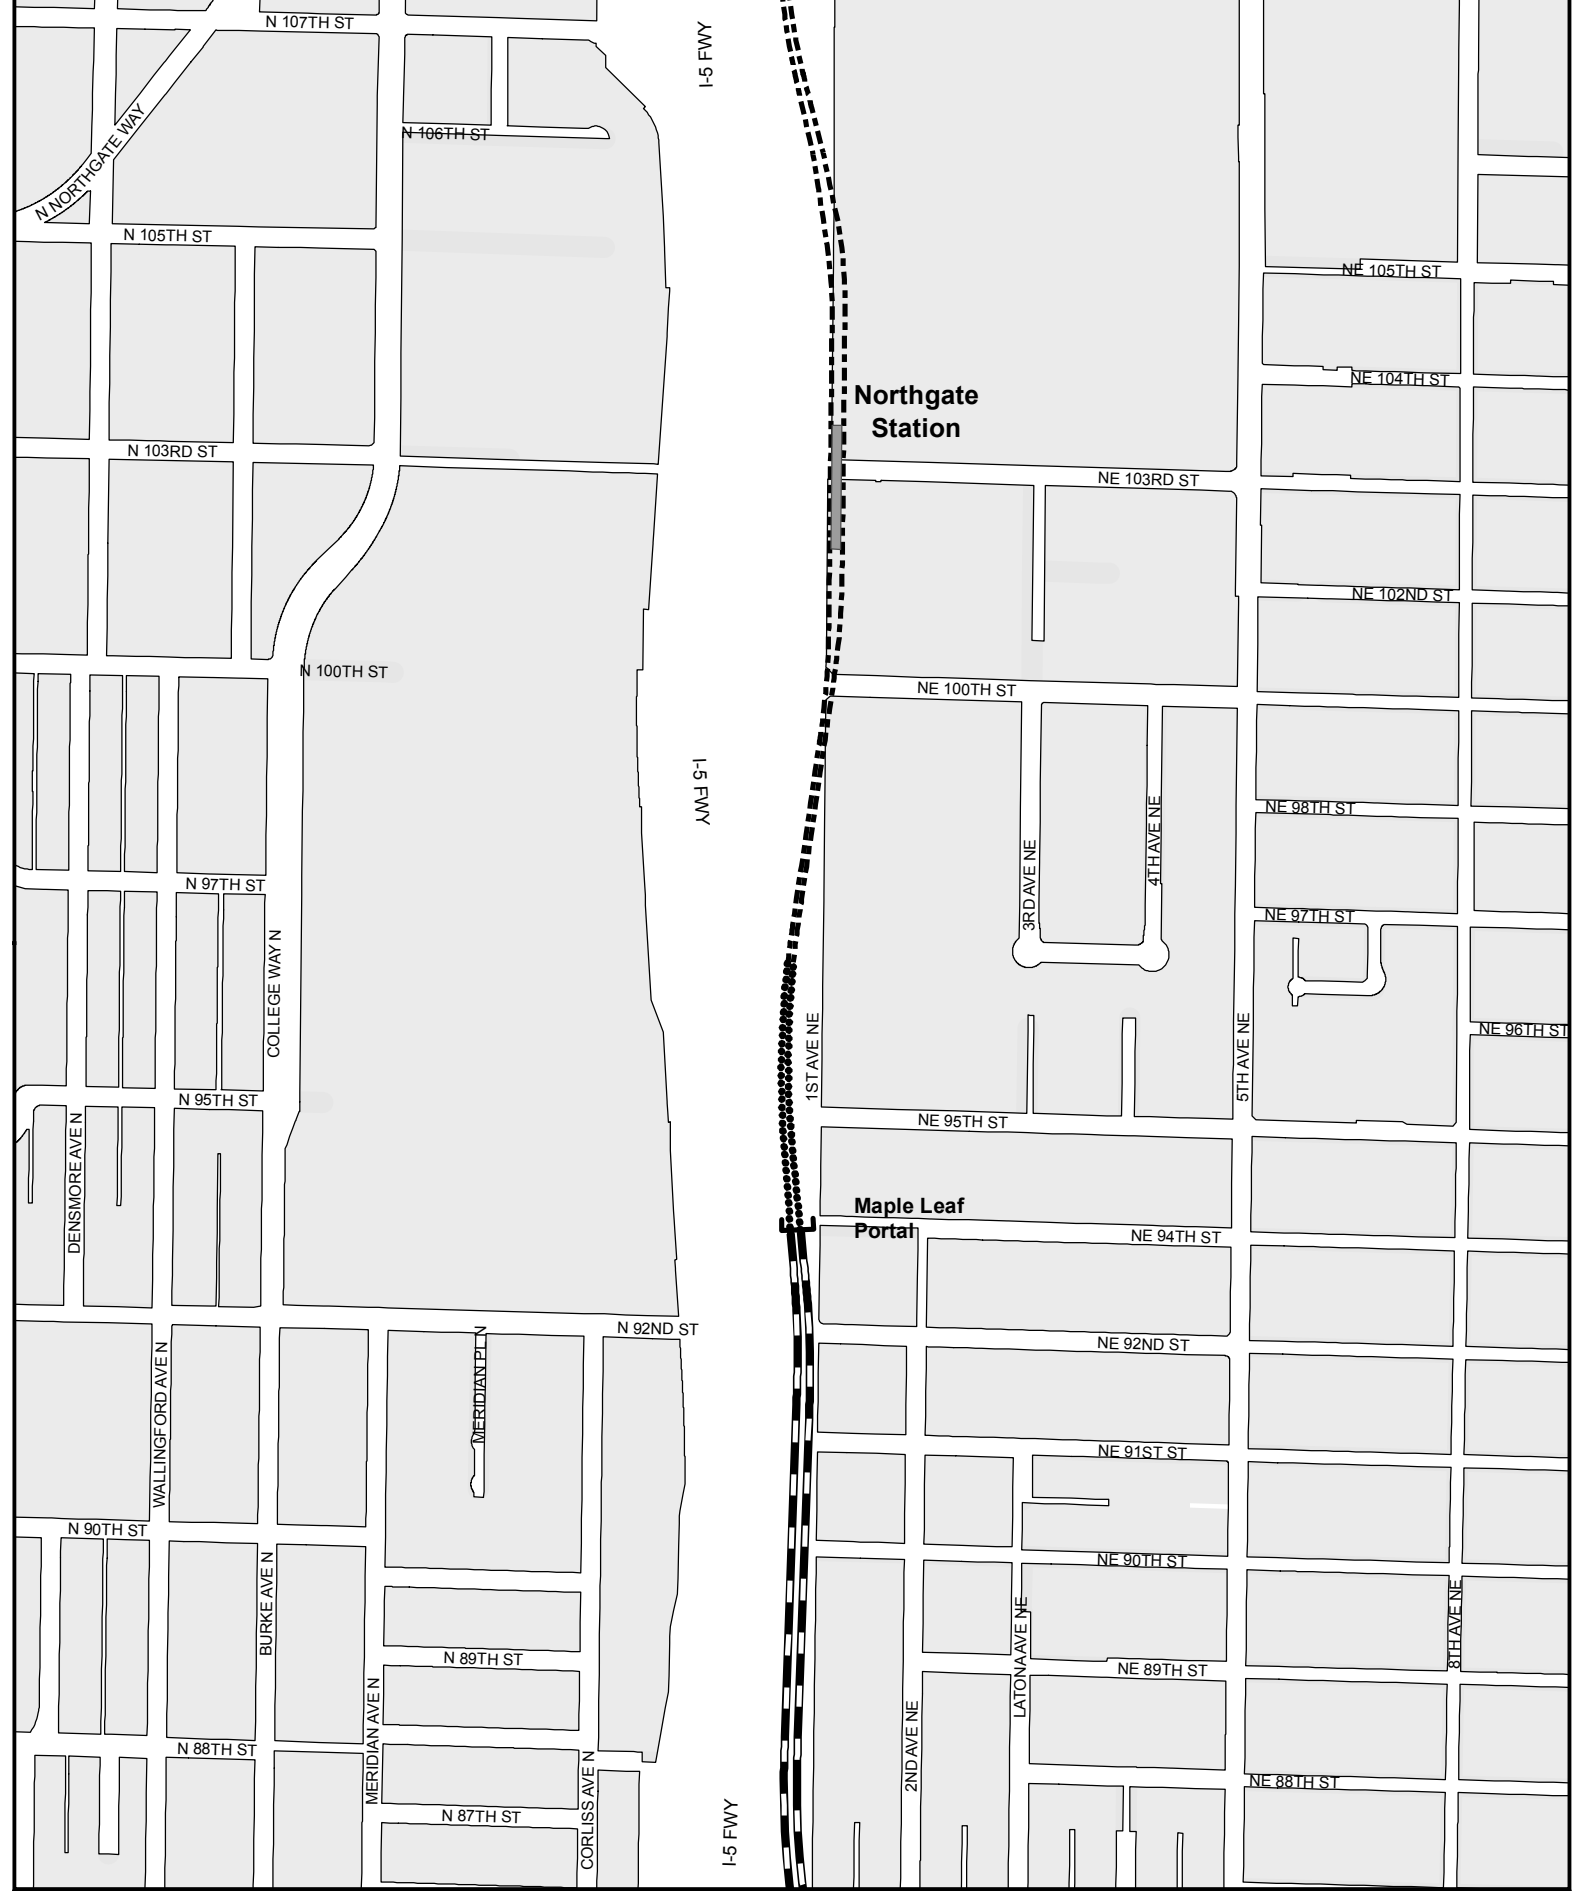 N 107TH ST
I-5 FWY
N 106TH ST
N NORTHGATE WAY
N 105TH ST
NE 105TH ST
NE 104TH ST
Northgate
Station
N 103RD ST
NE 103RD ST
NE 102ND ST
N 100TH ST
NE 100TH ST
I-5 FWY
NE 98TH ST
4TH AVE NE
3RD AVE NE
N 97TH ST
NE 97TH ST
COLLEGE WAY N
1ST AVE NE
5TH AVE NE
NE 96TH ST
N 95TH ST
NE 95TH ST
DENSMORE AVE N
Maple Leaf
Portal
NE 94TH ST
N 92ND ST
NE 92ND ST
MERIDIAN PL N
WALLINGFORD AVE N
NE 91ST ST
N 90TH ST
NE 90TH ST
BURKE AVE N
LATONA AVE NE
8TH AVE NE
N 89TH ST
NE 89TH ST
MERIDIAN AVE N
2ND AVE NE
N 88TH ST
NE 88TH ST
CORLISS AVE N
N 87TH ST
I-5 FWY